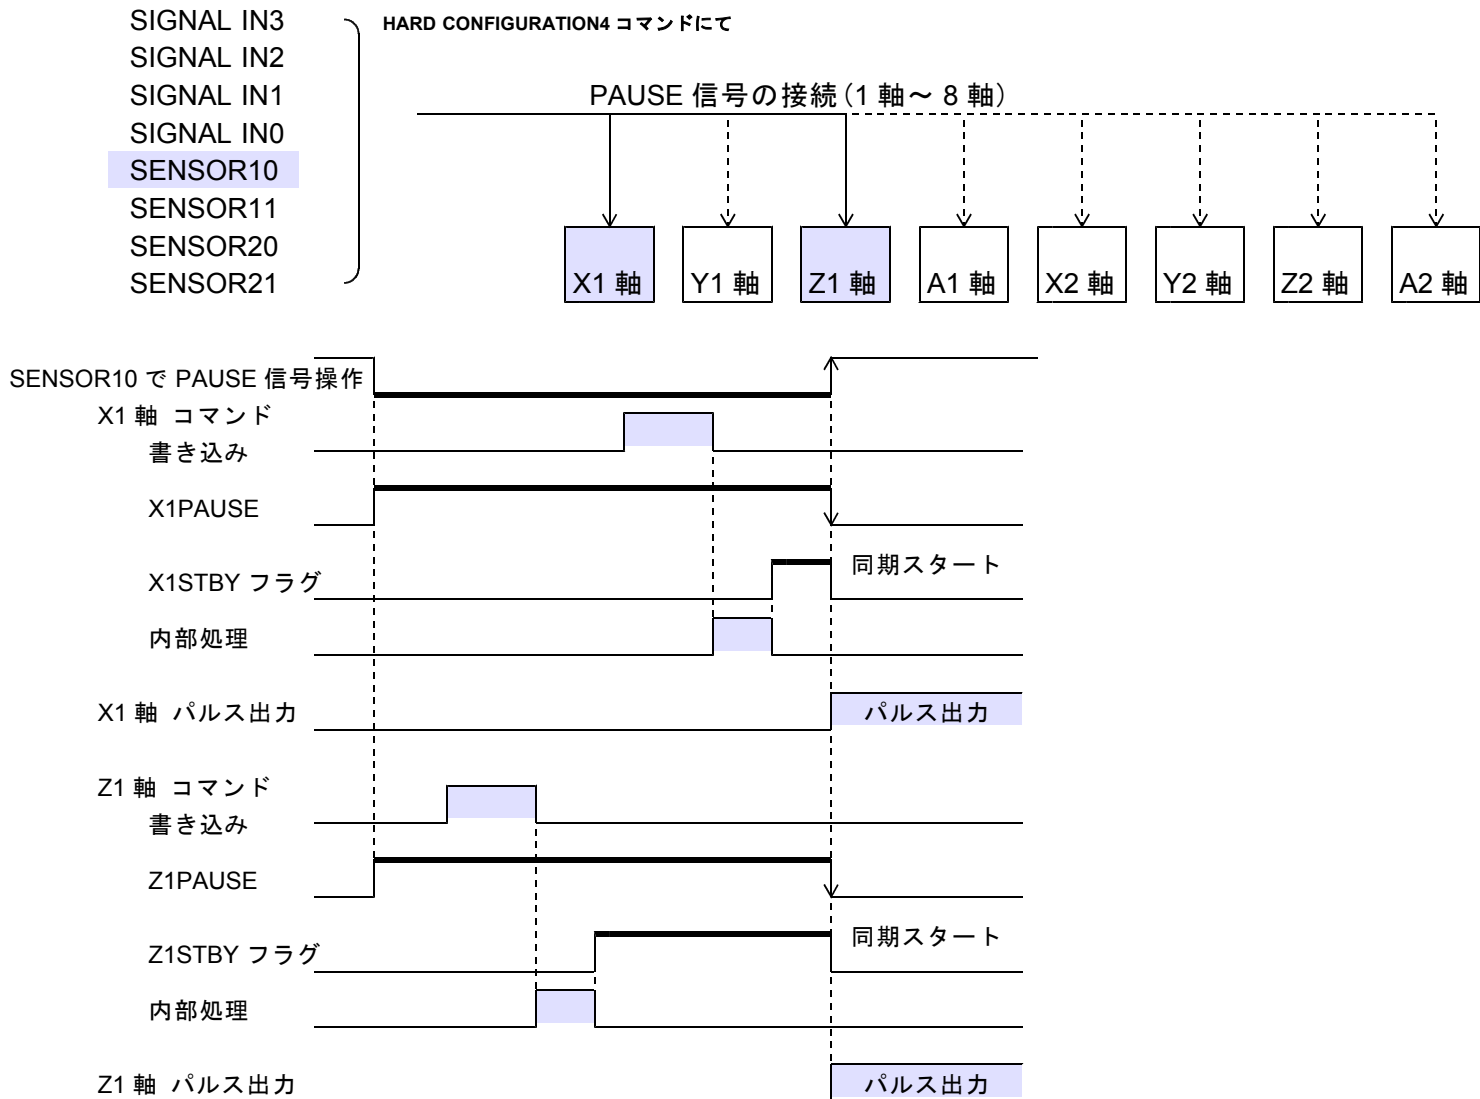 SIGNAL IN3
HARD CONFIGURATION4 コマンドにて
SIGNAL IN2
SIGNAL IN1
PAUSE 信号の接続(1 軸～ 8 軸)
SIGNAL IN0
SENSOR10
SENSOR11
SENSOR20
SENSOR21
X1 軸
Y1 軸
Z1 軸
A1 軸
X2 軸
Y2 軸
Z2 軸
A2 軸
SENSOR10 で PAUSE 信号操作
X1 軸 コマンド
書き込み
X1PAUSE
X1STBY フラグ
同期スタート
内部処理
X1 軸 パルス出力
パルス出力
Z1 軸 コマンド
書き込み
Z1PAUSE
Z1STBY フラグ
同期スタート
内部処理
Z1 軸 パルス出力
パルス出力